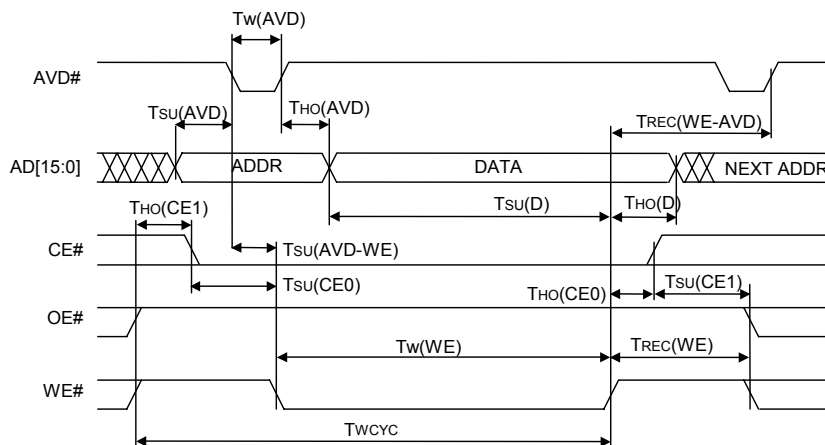 Tw(AVD)
AVD#
TSU(AVD)
THO(AVD)
TREC(WE-AVD)
AD[15:0]
ADDR
DATA
NEXT ADDR
THO(CE1)
TSU(D)
THO(D)
CE#
TSU(AVD-WE)
TSU(CE0)
THO(CE0)
TSU(CE1)
OE#
Tw(WE)
TREC(WE)
WE#
TWCYC